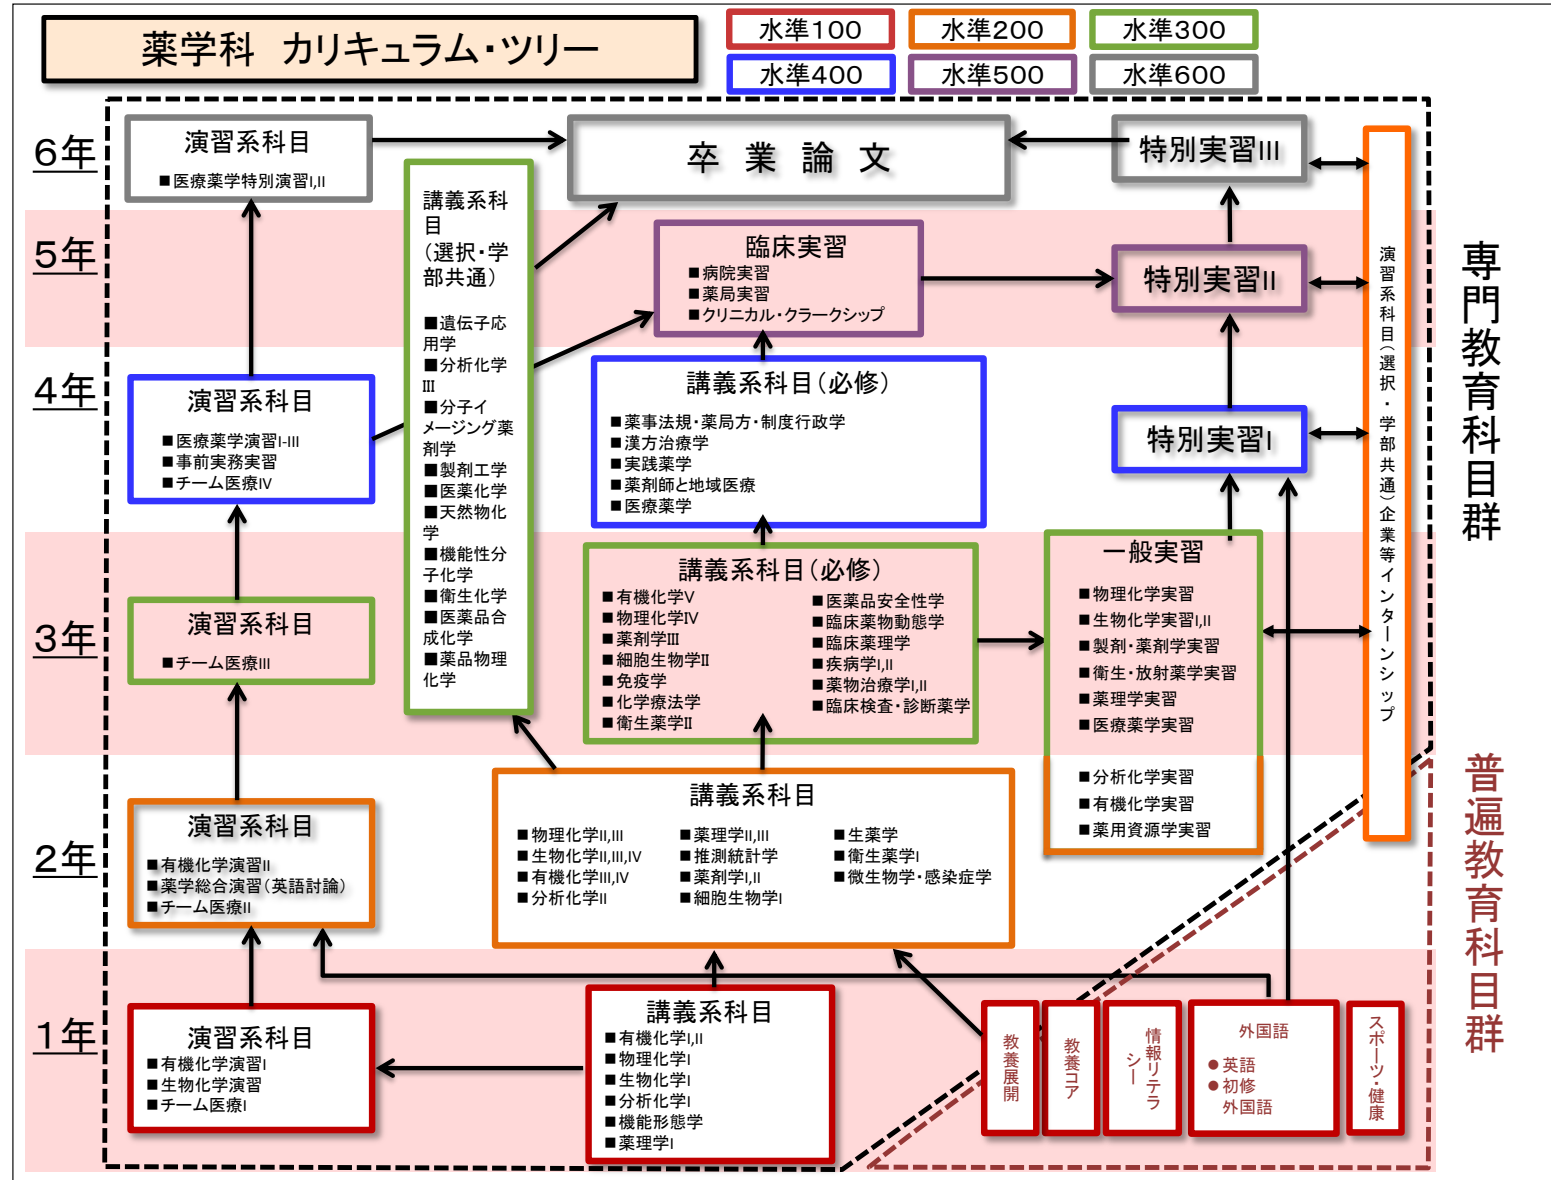 薬学科 カリキュラム・ツリー
水準100
水準200
水準300
水準400
水準500
水準600
6年
演習系科目
■医療薬学特別演習I,II
卒 業 論 文
特別実習III
5年
講義系科
目
(選択・学
部共通)
■遺伝子応
用学
■分析化学
III
■分子イ
メージング薬
剤学
■製剤工学
■医薬化学
■天然物化
学
■機能性分
子化学
■衛生化学
■医薬品合
成化学
■薬品物理
化学
臨床実習
■病院実習
■薬局実習
■クリニカル・クラークシップ
特別実習II
4年
演習系科目
■医療薬学演習I-III
■事前実務実習
■チーム医療IV
講義系科目(必修)
■薬事法規・薬局方・制度行政学
■漢方治療学
■実践薬学
■薬剤師と地域医療
■医療薬学
特別実習I
3年
演習系科目
■チーム医療III
講義系科目(必修)
■有機化学V
■物理化学IV
■薬剤学III
■細胞生物学II
■免疫学
■化学療法学
■衛生薬学II
■医薬品安全性学
■臨床薬物動態学
■臨床薬理学
■疾病学I,II
■薬物治療学I,II
■臨床検査・診断薬学
一般実習
■物理化学実習
■生物化学実習I,II
■製剤・薬剤学実習
■衛生・放射薬学実習
■薬理学実習
■医療薬学実習
■分析化学実習
■有機化学実習
■薬用資源学実習
2年
演習系科目
■有機化学演習II
■薬学総合演習(英語討論)
■チーム医療II
講義系科目
■物理化学II,III
■生物化学II,III,IV
■有機化学III,IV
■分析化学II
■薬理学II,III
■推測統計学
■薬剤学I,II
■細胞生物学I
■生薬学
■衛生薬学I
■微生物学・感染症学
1年
演習系科目
■有機化学演習I
■生物化学演習
■チーム医療I
講義系科目
■有機化学I,II
■物理化学I
■生物化学I
■分析化学I
■機能形態学
■薬理学I
教養展開
教養コア
情報リテラ
シー
外国語
●英語
●初修
外国語
スポーツ・健康
演習系科目(選択・学部共通)企業等インターンシップ
専門教育科目群
普遍教育科目群